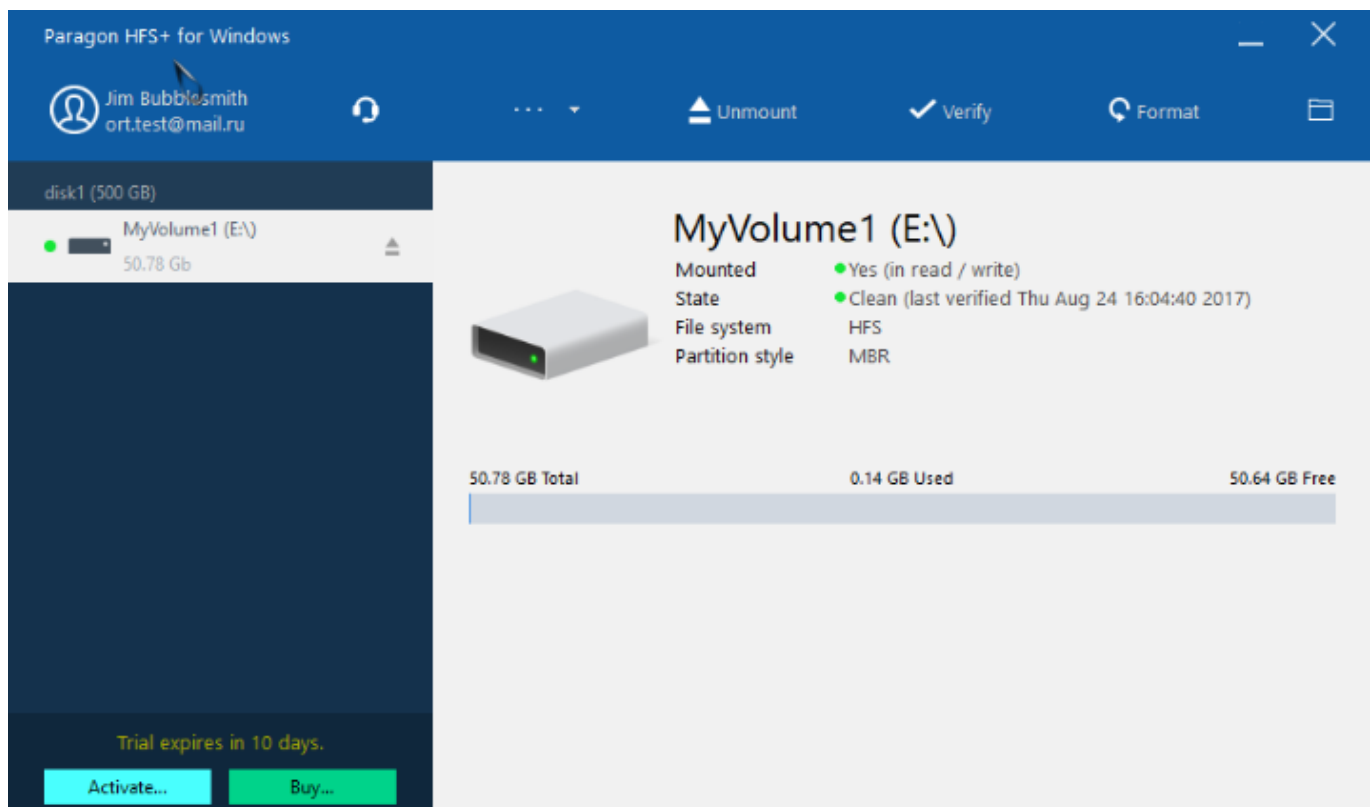 Paragon HFS+ for Windows
Jim Bubblesmith
ort.test@mail.ru
... Unmount Verify Format
disk1 (500 GB)
MyVolume1 (E:\)
50.78 Gb
MyVolume1 (E:\)
Mounted Yes (in read / write)
State Clean (last verified Thu Aug 24 16:04:40 2017)
File system HFS
Partition style MBR
50.78 GB Total 0.14 GB Used 50.64 GB Free
Trial expires in 10 days.
Activate... Buy...